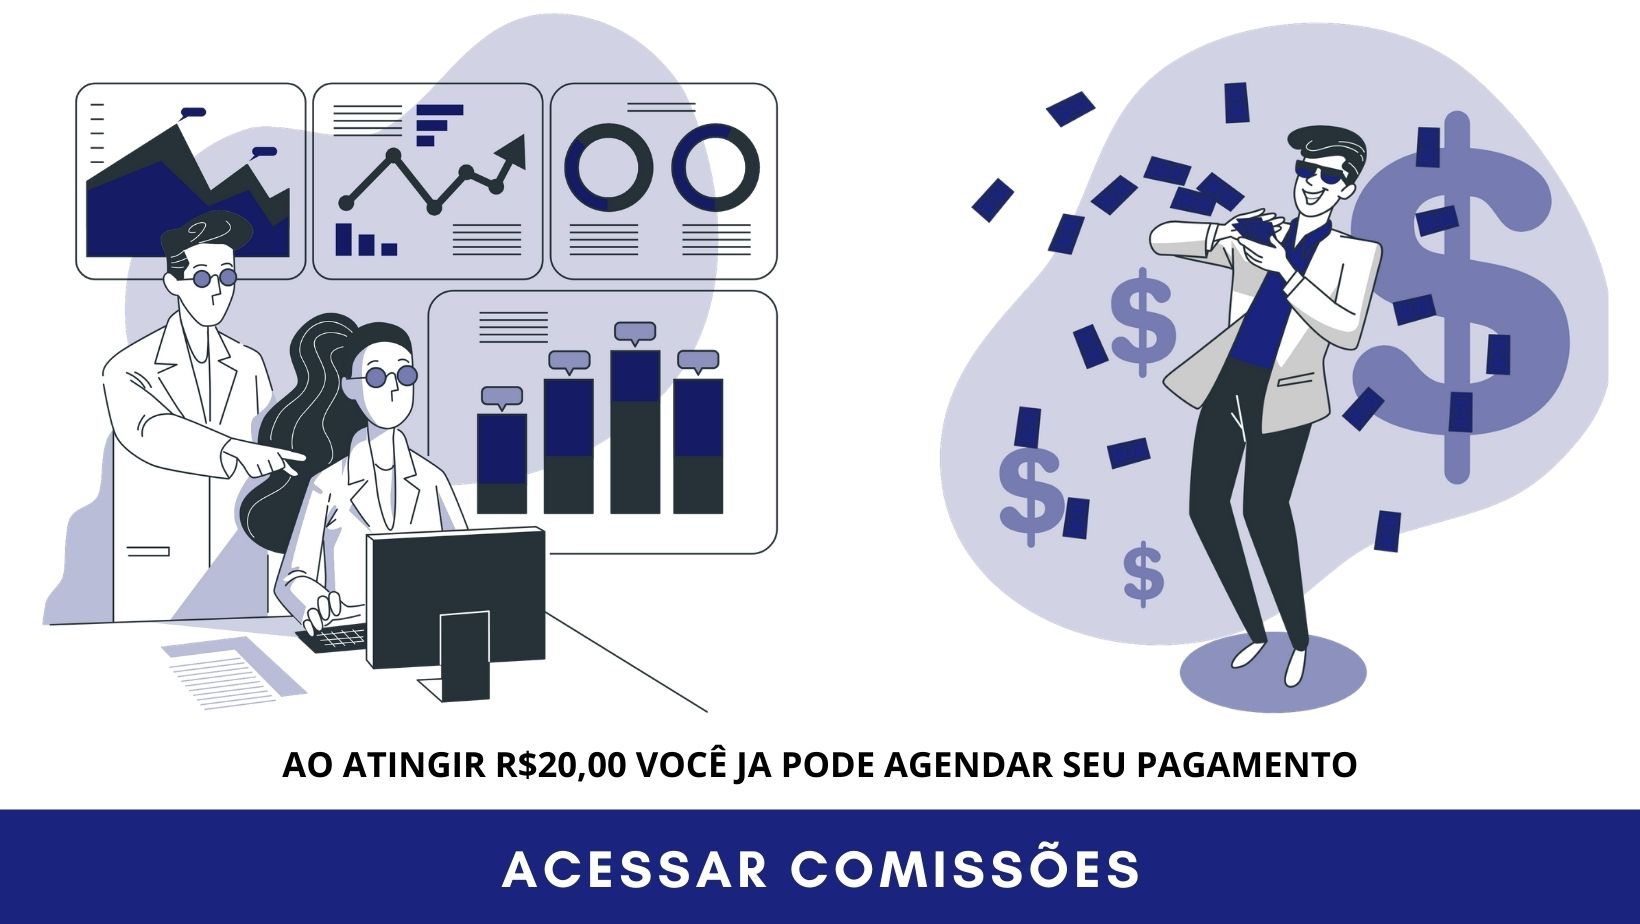 AO ATINGIR R$20,00 VOCÊ JA PODE AGENDAR SEU PAGAMENTO
ACESSAR COMISSÕES